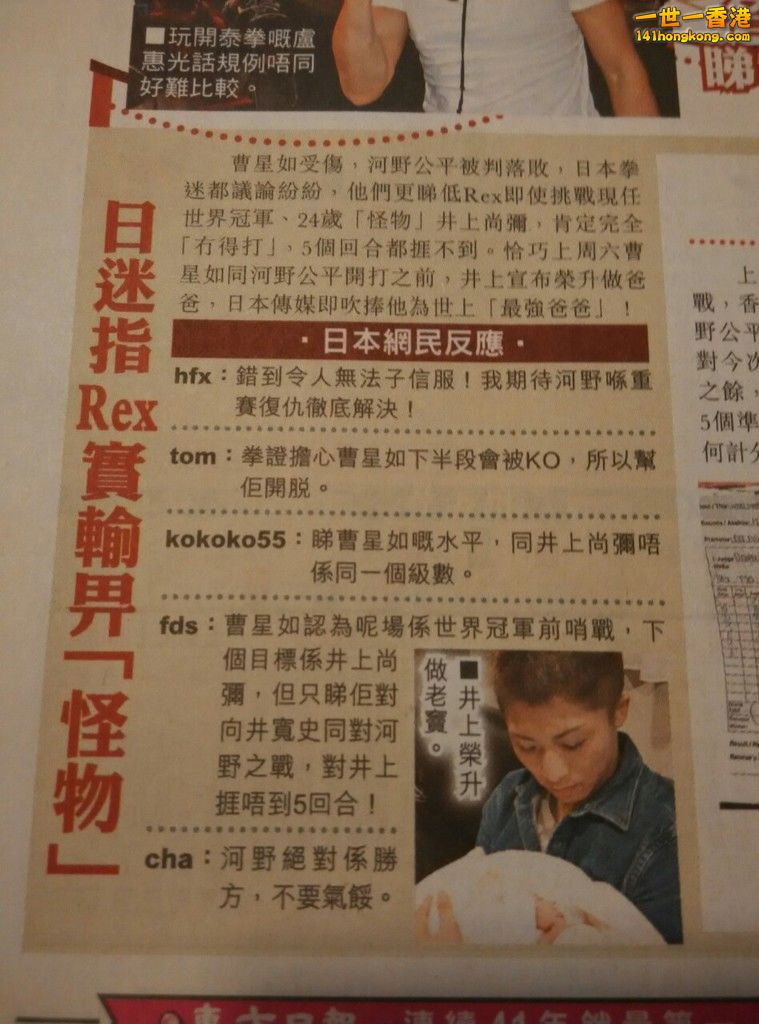 一世一香港
141hongkong.com
■玩開泰拳嘅盧
惠光話規例唔同
好難比較。
睇
日迷指Rex實輸畀「怪物」
曹星如受傷，河野公平被判落敗，日本拳
迷都議論紛紛，他們更睇低Rex即使挑戰現任
世界冠軍、24歲「怪物」井上尚彌，肯定完全
「冇得打」，5個回合都捱不到。恰巧上周六曹
星如同河野公平開打之前，井上宣布榮升做爸
爸，日本傳媒即吹捧他為世上「最強爸爸」！
·日本網民反應·
hfx：錯到令人無法子信服！我期待河野喺重
賽復仇徹底解決！
tom：拳證擔心曹星如下半段會被KO，所以幫
佢開脱。
kokoko55：睇曹星如嘅水平，同井上尚彌唔
係同一個級數。
fds：曹星如認為呢場係世界冠軍前哨戰，下
個目標係井上尚
彌，但只睇佢對
向井寬史同對河
野之戰，對井上
捱唔到5回合！
cha：河野絕對係勝
方，不要氣餒。
■井上榮升
做老竇。
上
戰，香
野公平
對今次
之餘，
5個準
何計分
東方日報 連續41年銷量第